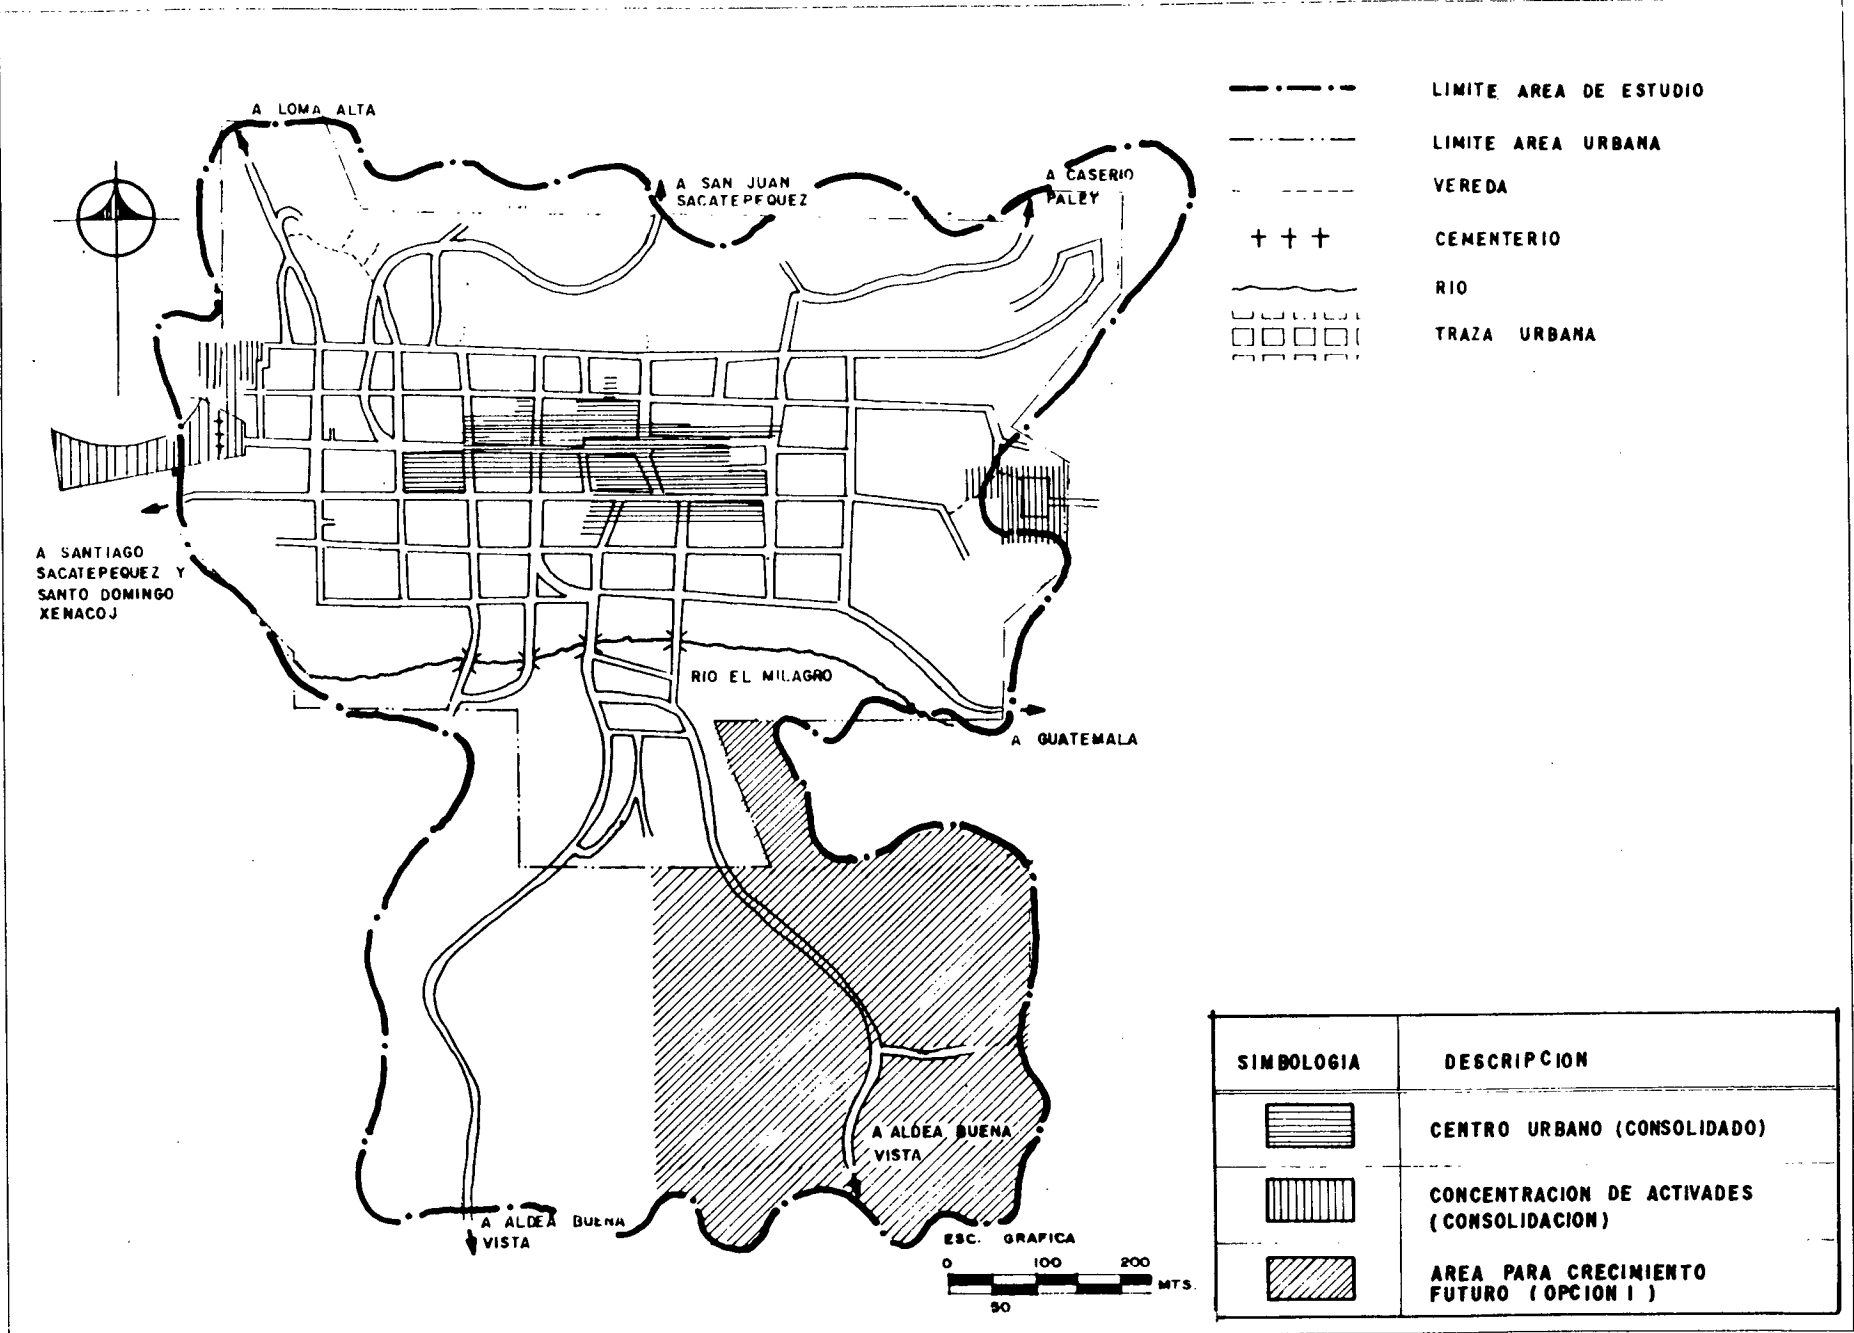 A LOMA ALTA
A SAN JUAN
SACATEPEQUEZ
A CASERIO
PALEY
LIMITE AREA DE ESTUDIO
LIMITE AREA URBANA
VEREDA
CEMENTERIO
RIO
TRAZA URBANA
A SANTIAGO
SACATEPEQUEZ Y
SANTO DOMINGO
XENACOJ
RIO EL MILAGRO
A GUATEMALA
A ALDEA BUENA
VISTA
A ALDEA BUENA
VISTA
ESC. GRAFICA
0 100 200
MTS.
50
SIMBOLOGIA DESCRIPCION
CENTRO URBANO (CONSOLIDADO)
CONCENTRACION DE ACTIVADES
(CONSOLIDACION)
AREA PARA CRECIMIENTO
FUTURO ( OPCION I )